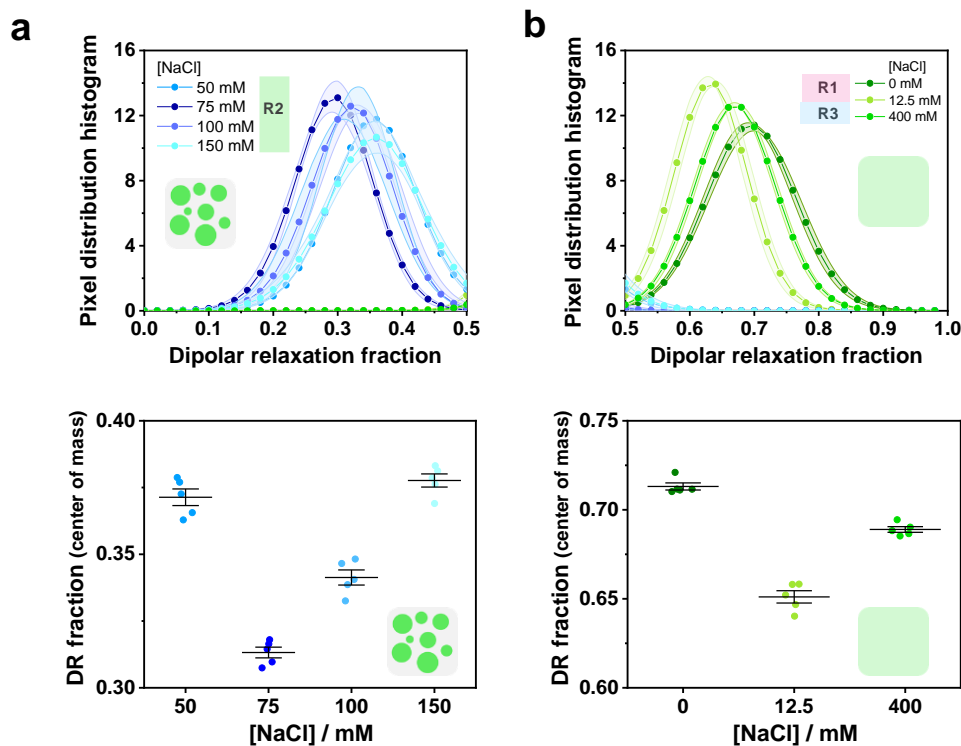 a
Pixel distribution histogram
16
12
8
4
0
[NaCl]
50 mM
75 mM
100 mM
150 mM
R2
0.0 0.1 0.2 0.3 0.4 0.5
Dipolar relaxation fraction
b
Pixel distribution histogram
16
12
8
4
0
R1
R3
[NaCl]
0 mM
12.5 mM
400 mM
0.5 0.6 0.7 0.8 0.9 1.0
Dipolar relaxation fraction
DR fraction (center of mass)
0.40
0.35
0.30
50 75 100 150
[NaCl] / mM
DR fraction (center of mass)
0.75
0.70
0.65
0.60
0 12.5 400
[NaCl] / mM